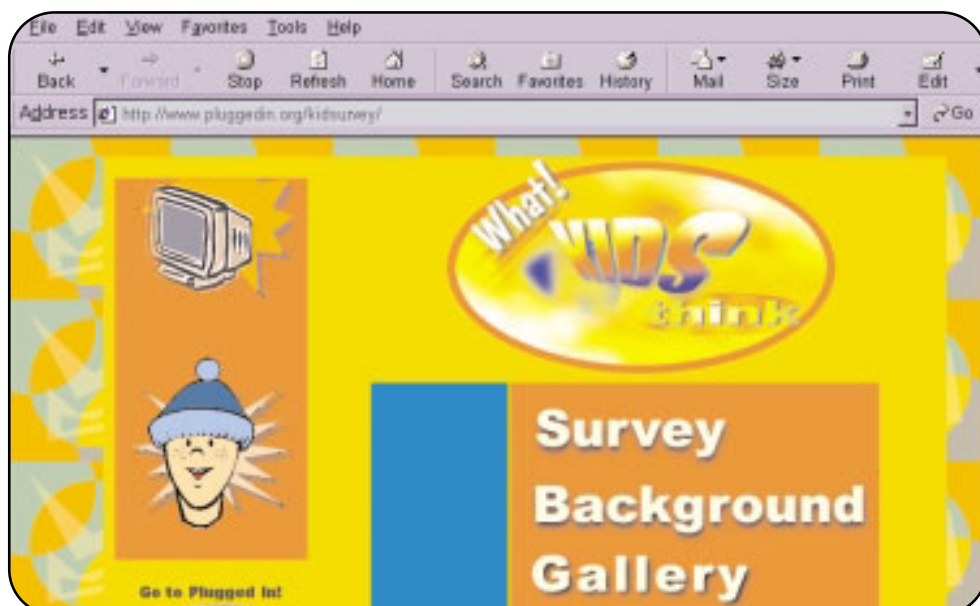 File Edit View Favorites Tools Help
Back Forward Stop Refresh Home Search Favorites History Mail Size Print Edit
Address http://www.pluggedin.org/kidsurvey/ Go
What!
KIDS
think
Survey
Background
Gallery
Go to Plugged In!